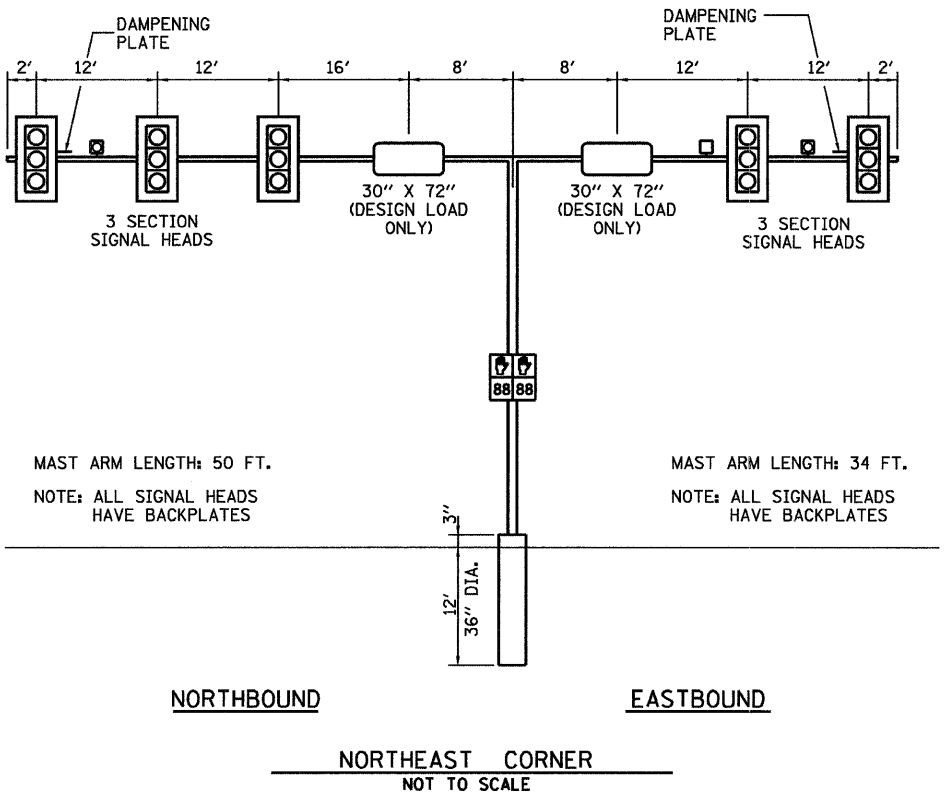 DAMPENING
PLATE
DAMPENING
PLATE
2' 12' 12' 16' 8' 8' 12' 12' 2'
3 SECTION
SIGNAL HEADS
30" X 72"
(DESIGN LOAD
ONLY)
30" X 72"
(DESIGN LOAD
ONLY)
3 SECTION
SIGNAL HEADS
88 88
MAST ARM LENGTH: 50 FT.
NOTE: ALL SIGNAL HEADS
HAVE BACKPLATES
MAST ARM LENGTH: 34 FT.
NOTE: ALL SIGNAL HEADS
HAVE BACKPLATES
3"
12'
36" DIA.
NORTHBOUND
EASTBOUND
NORTHEAST CORNER
NOT TO SCALE